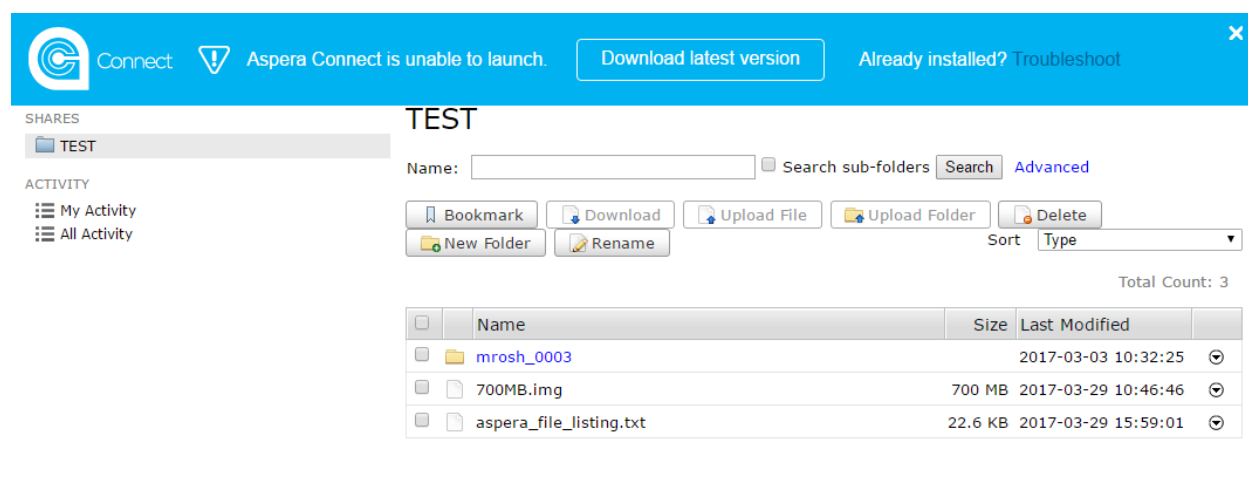 Connect Aspera Connect is unable to launch. Download latest version Already installed? Troubleshoot
SHARES
TEST
ACTIVITY
My Activity
All Activity
TEST
Name: Search sub-folders Search Advanced
Bookmark Download Upload File Upload Folder Delete
New Folder Rename Sort Type
Total Count: 3
Name Size Last Modified
mrosh_0003 2017-03-03 10:32:25
700MB.img 700 MB 2017-03-29 10:46:46
aspera_file_listing.txt 22.6 KB 2017-03-29 15:59:01